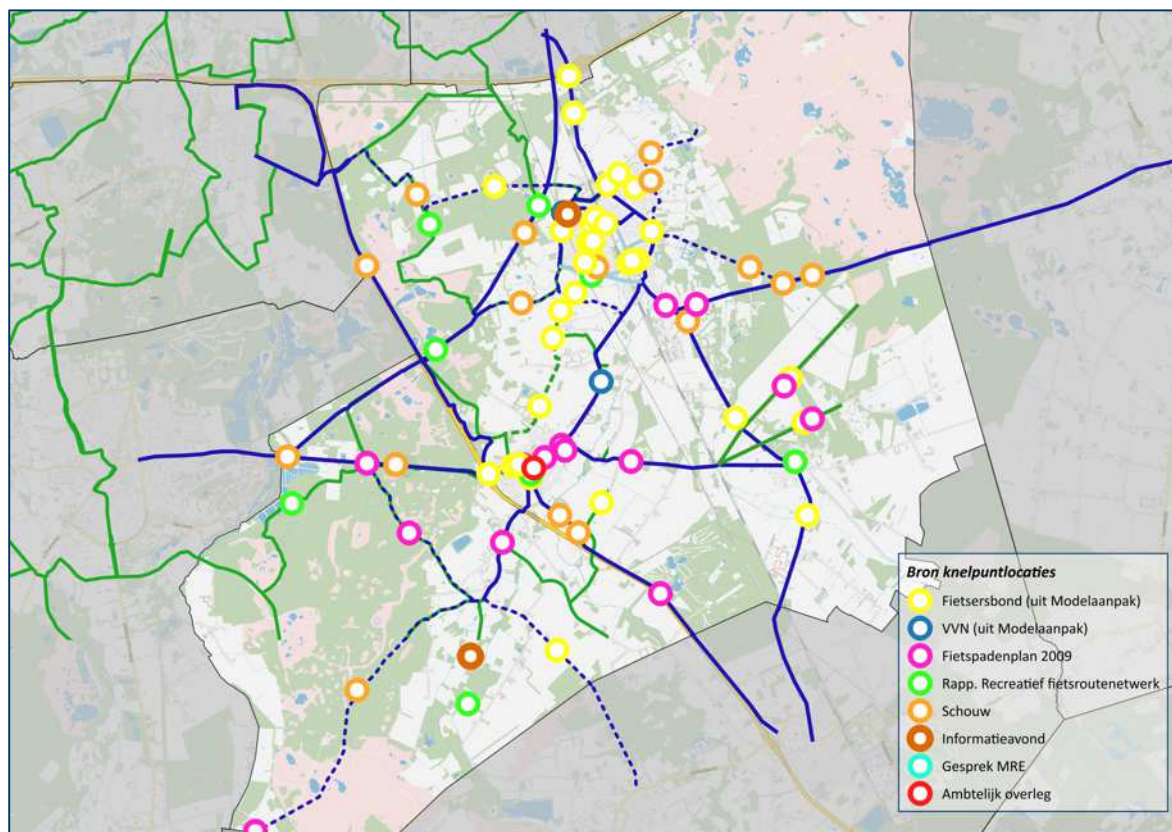 Bron knelpuntlocaties
Fietsersbond (uit Modelaanpak)
VVN (uit Modelaanpak)
Fietspadenplan 2009
Rapp. Recreatief fietsroutenetwerk
Schouw
Informatieavond
Gesprek MRE
Ambtelijk overleg